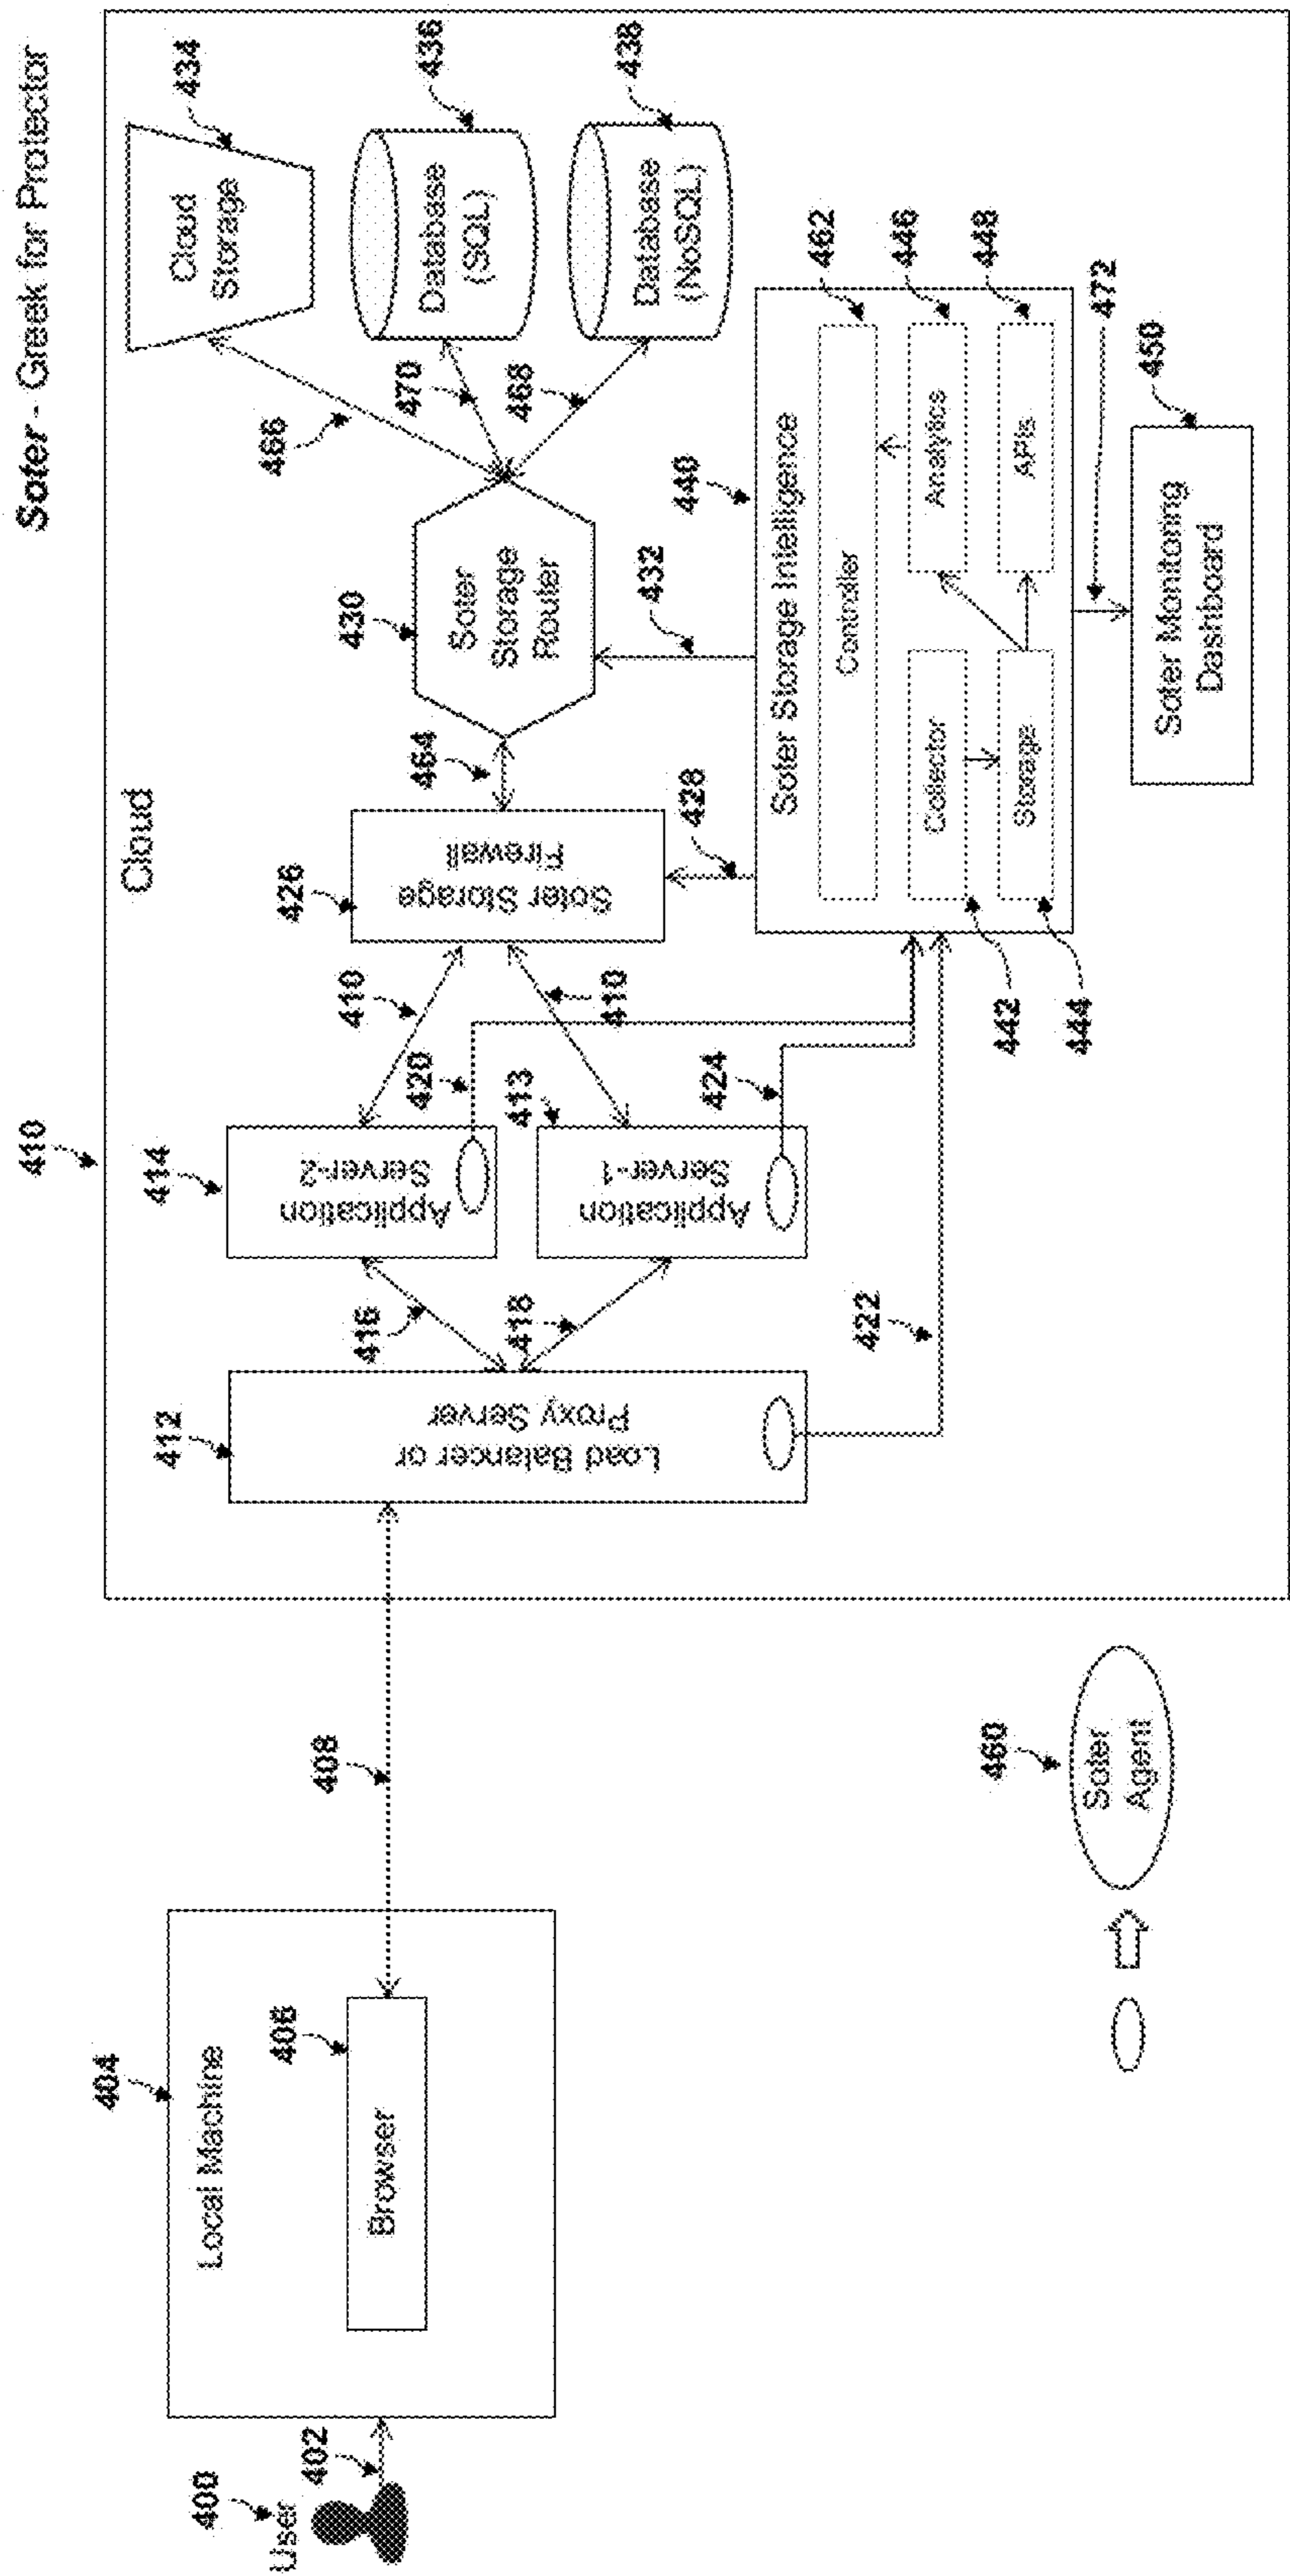 Soter - Greek for Protector
410
Cloud
434
Cloud
Storage
436
Database
(SQL)
438
Database
(NoSQL)
466
470
468
430
Soter
Storage
Router
432
464
426
Soter Storage
Firewall
428
410
410
414
Application
Server-2
420
413
Application
Server-1
424
416
418
412
Load Balancer or
Proxy Server
422
440
Soter Storage Intelligence
462
Controller
Collector
442
Storage
444
Analytics
446
APIs
448
472
450
Soter Monitoring
Dashboard
408
404
Local Machine
406
Browser
400
User
402
460
Soter
Agent